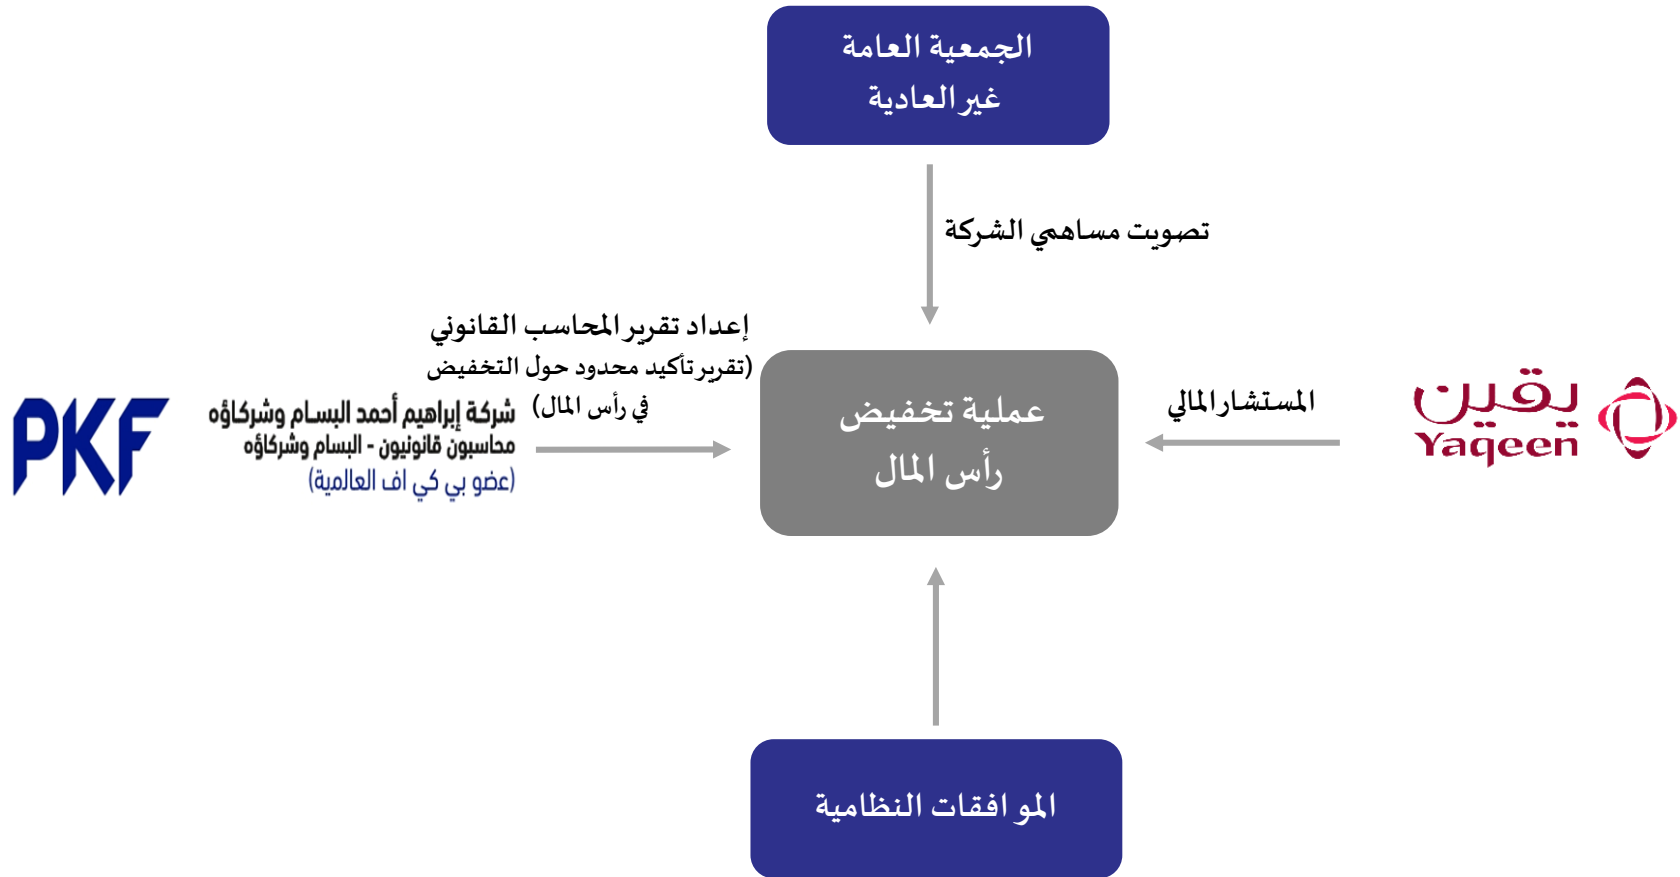 الجمعية العامة
غير العادية
تصويت مساهمي الشركة
إعداد تقرير المحاسب القانوني
(تقرير تأكيد محدود حول التخفيض
في رأس المال)
عملية تخفيض
رأس المال
المستشار المالي
يقين
Yaqeen
PKF
شركة إبراهيم أحمد البسام وشركاؤه
محاسبون قانونيون - البسام وشركاؤه
(عضو بي كي اف العالمية)
الموافقات النظامية